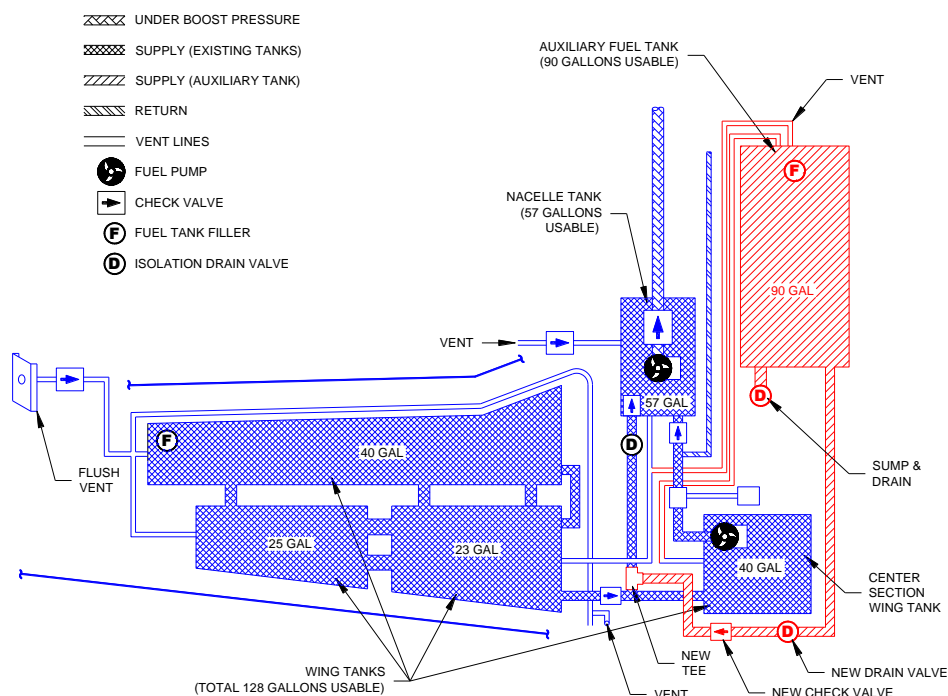 UNDER BOOST PRESSURE
SUPPLY (EXISTING TANKS)
SUPPLY (AUXILIARY TANK)
RETURN
VENT LINES
FUEL PUMP
CHECK VALVE
F
FUEL TANK FILLER
D
ISOLATION DRAIN VALVE
AUXILIARY FUEL TANK
(90 GALLONS USABLE)
VENT
F
NACELLE TANK
(57 GALLONS
USABLE)
90 GAL
VENT
57 GAL
D
F
40 GAL
D
FLUSH
VENT
SUMP &
DRAIN
25 GAL
23 GAL
40 GAL
CENTER
SECTION
WING TANK
D
NEW
TEE
NEW DRAIN VALVE
WING TANKS
(TOTAL 128 GALLONS USABLE)
VENT
NEW CHECK VALVE